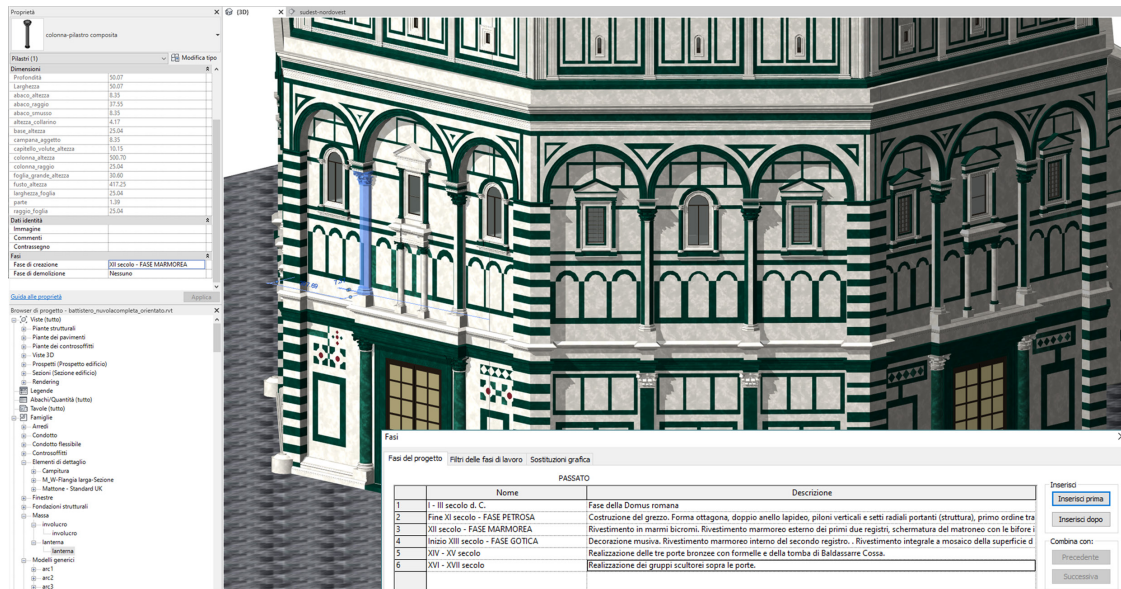 Proprietà
colonna-pilastro composita
Pilastri (1)
Modifica tipo
Dimensioni
Profondità 50.07
Larghezza 50.07
abaco_altezza 8.35
abaco_raggio 37.55
abaco_smusso 8.35
altezza_collarino 4.17
base_altezza 25.04
campana_aggetto 8.35
capitello_volute_altezza 10.15
colonna_altezza 500.70
colonna_raggio 25.04
foglia_grande_altezza 30.60
fusto_altezza 417.25
larghezza_foglia 25.04
parte 1.39
raggio_foglia 25.04
Dati identità
Immagine
Commenti
Contrassegno
Fasi
Fase di creazione XII secolo - FASE MARMOREA
Fase di demolizione Nessuno
Guida alle proprietà
Applica
Browser di progetto - battistero_nuvolacompleta_orientato.rvt
Viste (tutto)
Piante strutturali
Piante dei pavimenti
Piante dei controsoffitti
Viste 3D
Prospetti (Prospetto edificio)
Sezioni (Sezione edificio)
Rendering
Legende
Abachi/Quantità (tutto)
Tavole (tutto)
Famiglie
Arredi
Condotto
Condotto flessibile
Controsoffitti
Elementi di dettaglio
Campitura
M_W-Flangia larga-Sezione
Mattone - Standard UK
Finestre
Fondazioni strutturali
Massa
involucro
involucro
lanterna
lanterna
Modelli generici
arc1
arc2
arc3
{3D}
sudest-nordovest
Fasi
Fasi del progetto Filtri delle fasi di lavoro Sostituzioni grafica
PASSATO
Nome Descrizione
1 I - III secolo d. C. Fase della Domus romana
2 Fine XI secolo - FASE PETROSA Costruzione del grezzo. Forma ottagona, doppio anello lapideo, piloni verticali e setti radiali portanti (struttura), primo ordine tra
3 XII secolo - FASE MARMOREA Rivestimento in marmi bicromi. Rivestimento marmoreo esterno dei primi due registri, schermatura del matroneo con le bifore i
4 Inizio XIII secolo - FASE GOTICA Decorazione musiva. Rivestimento marmoreo interno del secondo registro. . Rivestimento integrale a mosaico della superficie d
5 XIV - XV secolo Realizzazione delle tre porte bronzee con formelle e della tomba di Baldassarre Cossa.
6 XVI - XVII secolo Realizzazione dei gruppi scultorei sopra le porte.
Inserisci
Inserisci prima
Inserisci dopo
Combina con:
Precedente
Successiva